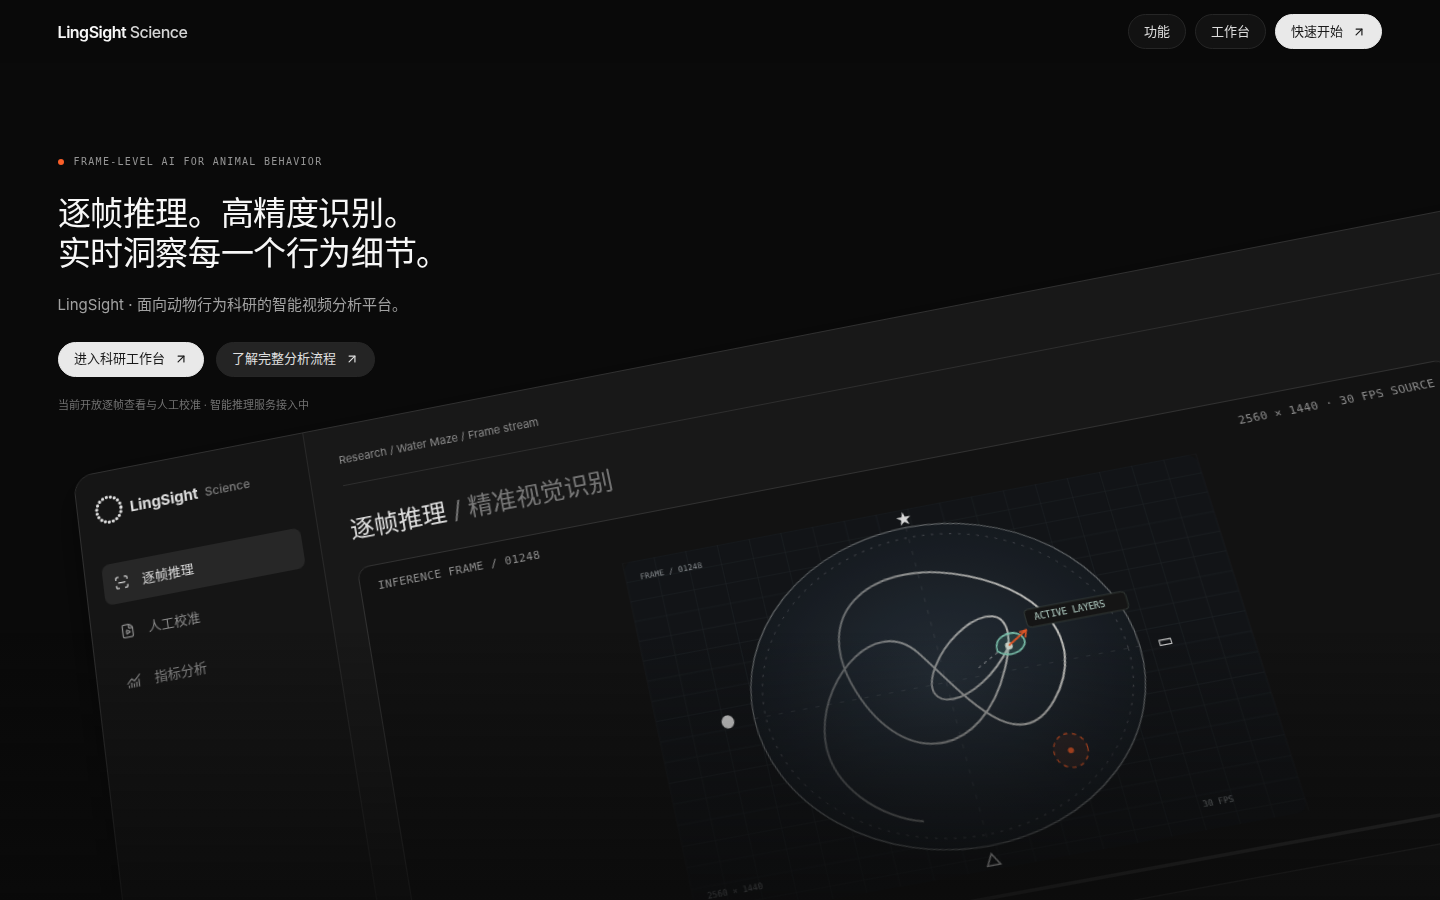 LingSight Science
功能
工作台
快速开始
FRAME-LEVEL AI FOR ANIMAL BEHAVIOR
逐帧推理。高精度识别。
实时洞察每一个行为细节。
LingSight · 面向动物行为科研的智能视频分析平台。
进入科研工作台
了解完整分析流程
当前开放逐帧查看与人工校准 · 智能推理服务接入中
Research / Water Maze / Frame stream
2560 × 1440 · 30 FPS SOURCE
LingSight Science
逐帧推理 / 精准视觉识别
INFERENCE FRAME / 01248
FRAME / 01248
逐帧推理
人工校准
指标分析
ACTIVE LAYERS
30 FPS
2560 × 1440